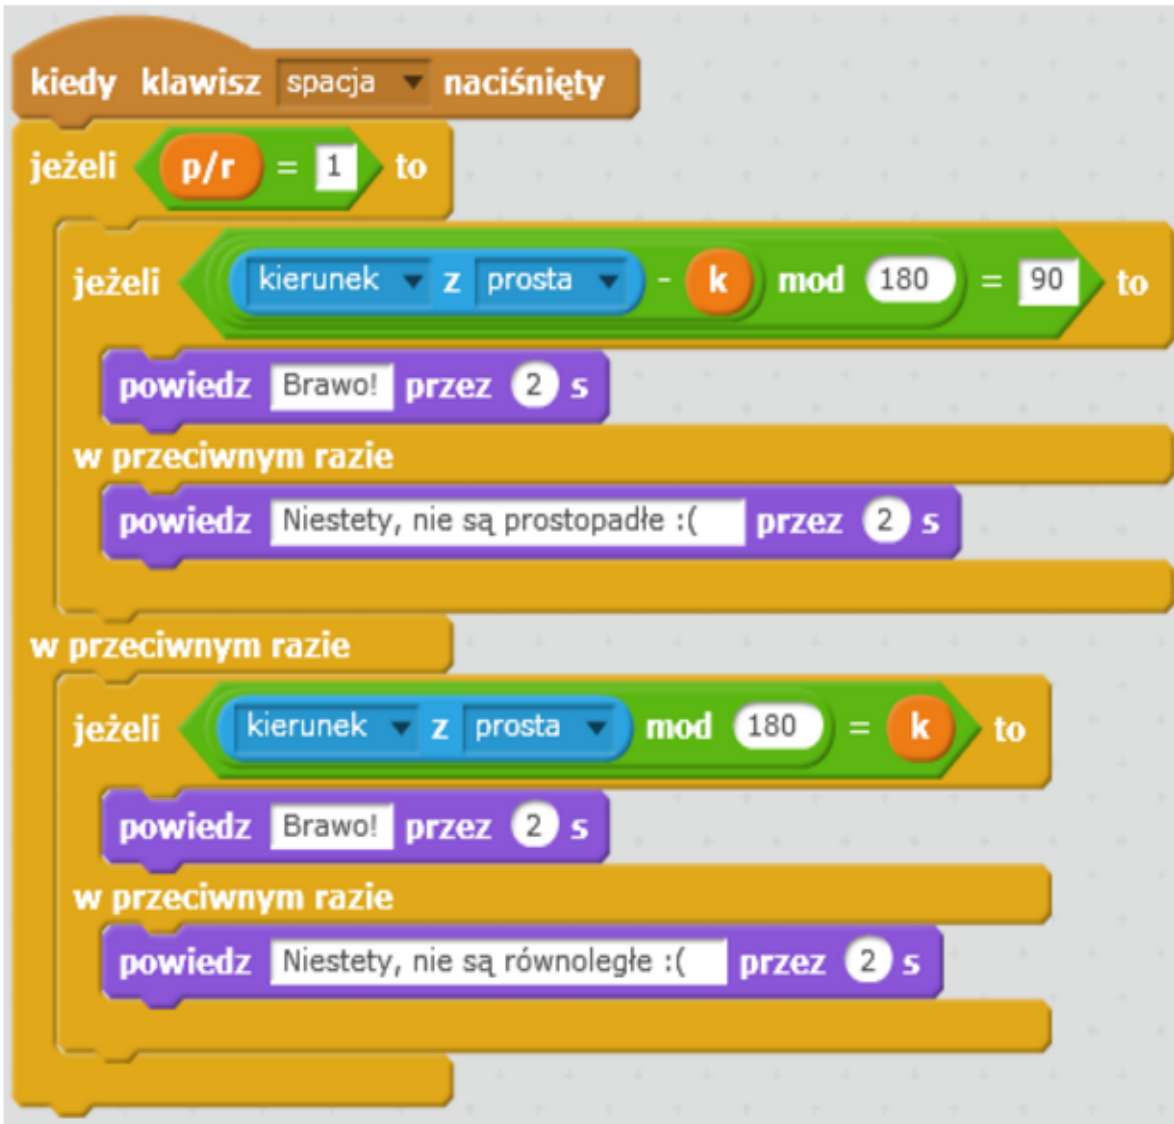 kiedy klawisz spacja naciśnięty
jeżeli p/r = 1 to
jeżeli kierunek z prosta - k mod 180 = 90 to
powiedz Brawo! przez 2 s
w przeciwnym razie
powiedz Niestety, nie są prostopadłe :( przez 2 s
w przeciwnym razie
jeżeli kierunek z prosta mod 180 = k to
powiedz Brawo! przez 2 s
w przeciwnym razie
powiedz Niestety, nie są równoległe :( przez 2 s